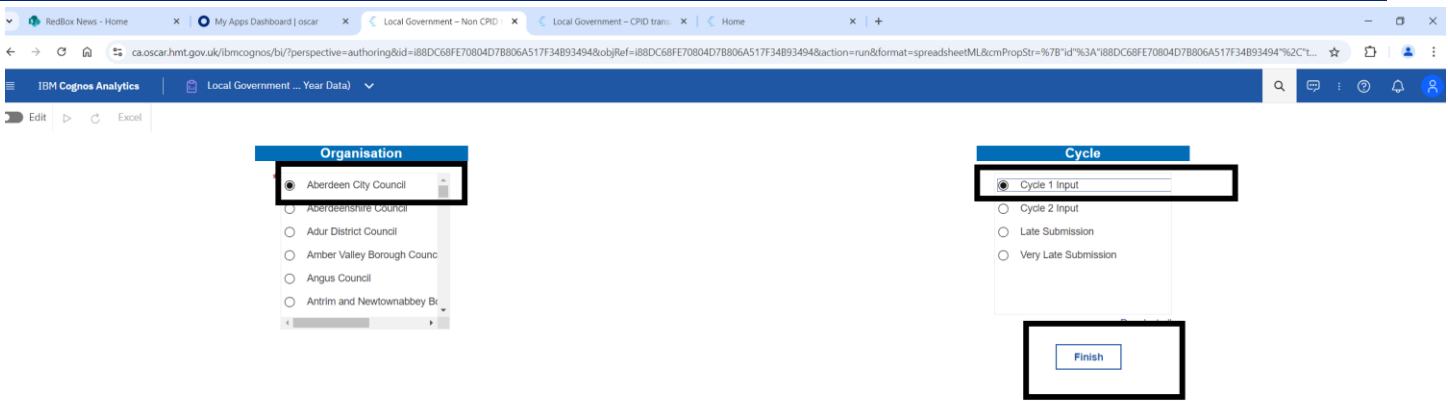 RedBox News - Home
My Apps Dashboard | oscar
Local Government – Non CPID
Local Government – CPID trans
Home
ca.oscar.hmt.gov.uk/ibmcognos/bi/?perspective=authoring&id=i88DC68FE70804D7B806A517F34B93494&objRef=i88DC68FE70804D7B806A517F34B93494&action=run&format=spreadsheetML&cmPropStr=%7B"id"%3A"i88DC68FE70804D7B806A517F34B93494"%2C"t...
IBM Cognos Analytics
Local Government ... Year Data)
Edit
Excel
Organisation
Aberdeen City Council
Aberdeenshire Council
Adur District Council
Amber Valley Borough Counc
Angus Council
Antrim and Newtownabbey Bo
Cycle
Cycle 1 Input
Cycle 2 Input
Late Submission
Very Late Submission
Finish